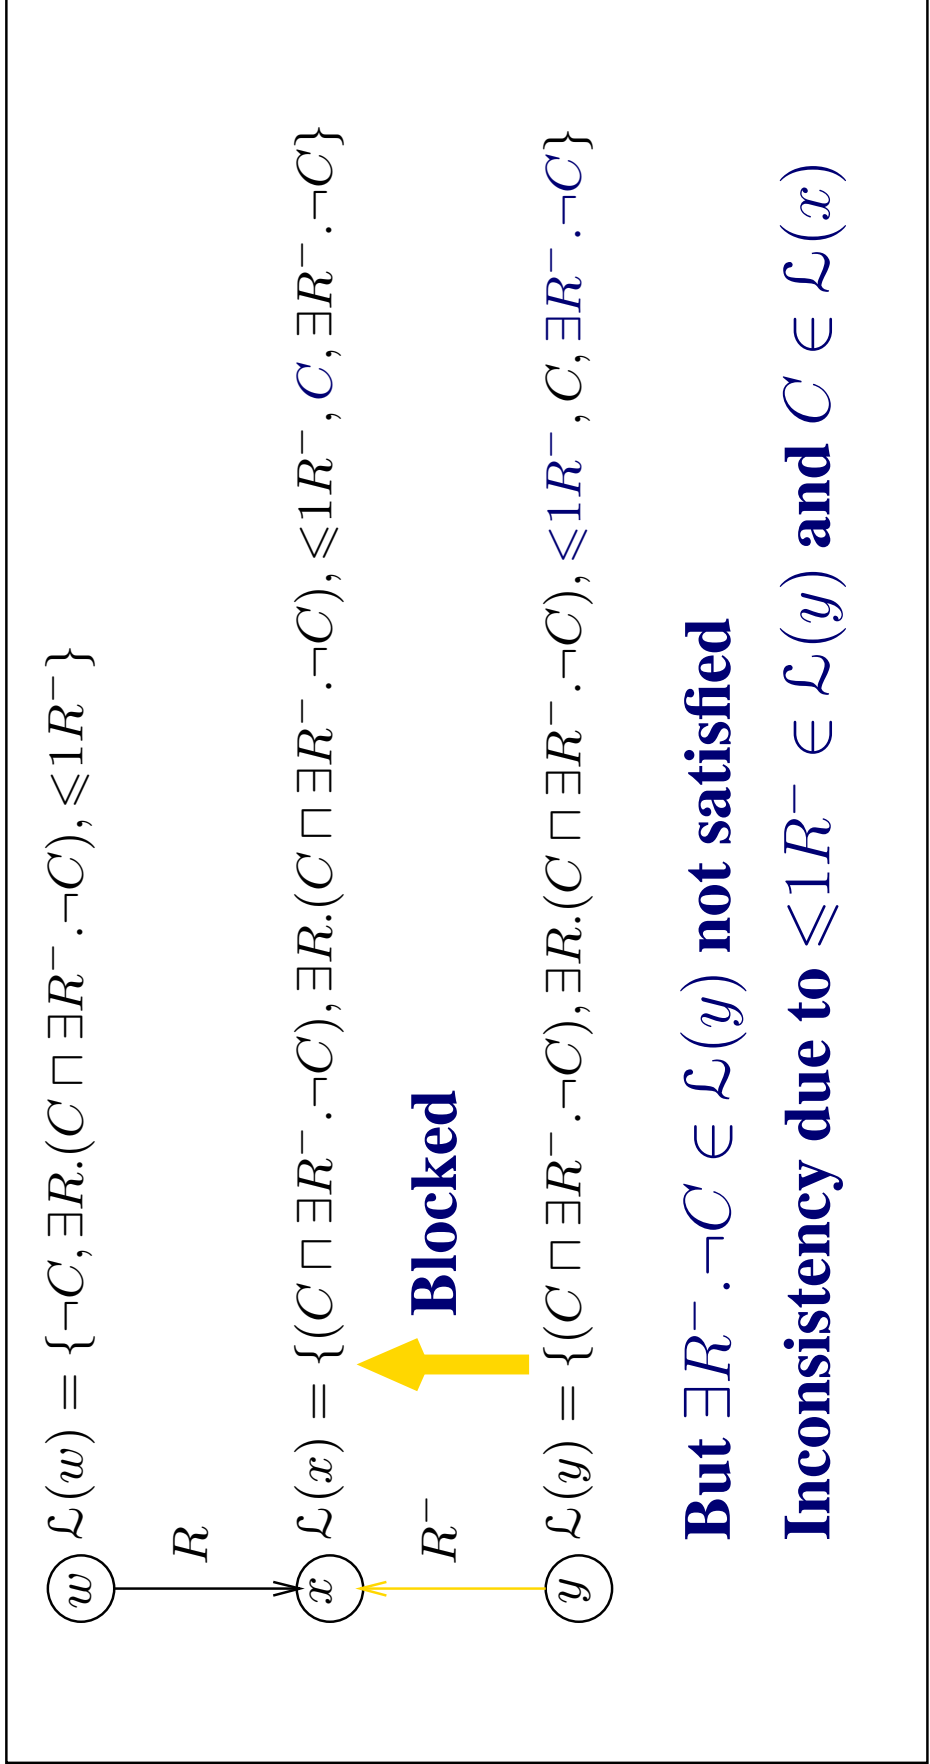 w ℒ(w) = {¬C, ∃R.(C ⊓ ∃R⁻.¬C), ⩽1R⁻}
R
x ℒ(x) = {(C ⊓ ∃R⁻.¬C), ∃R.(C ⊓ ∃R⁻.¬C), ⩽1R⁻, C, ∃R⁻.¬C}
R⁻ Blocked
y ℒ(y) = {(C ⊓ ∃R⁻.¬C), ∃R.(C ⊓ ∃R⁻.¬C), ⩽1R⁻, C, ∃R⁻.¬C}
But ∃R⁻.¬C ∈ ℒ(y) not satisfied
Inconsistency due to ⩽1R⁻ ∈ ℒ(y) and C ∈ ℒ(x)